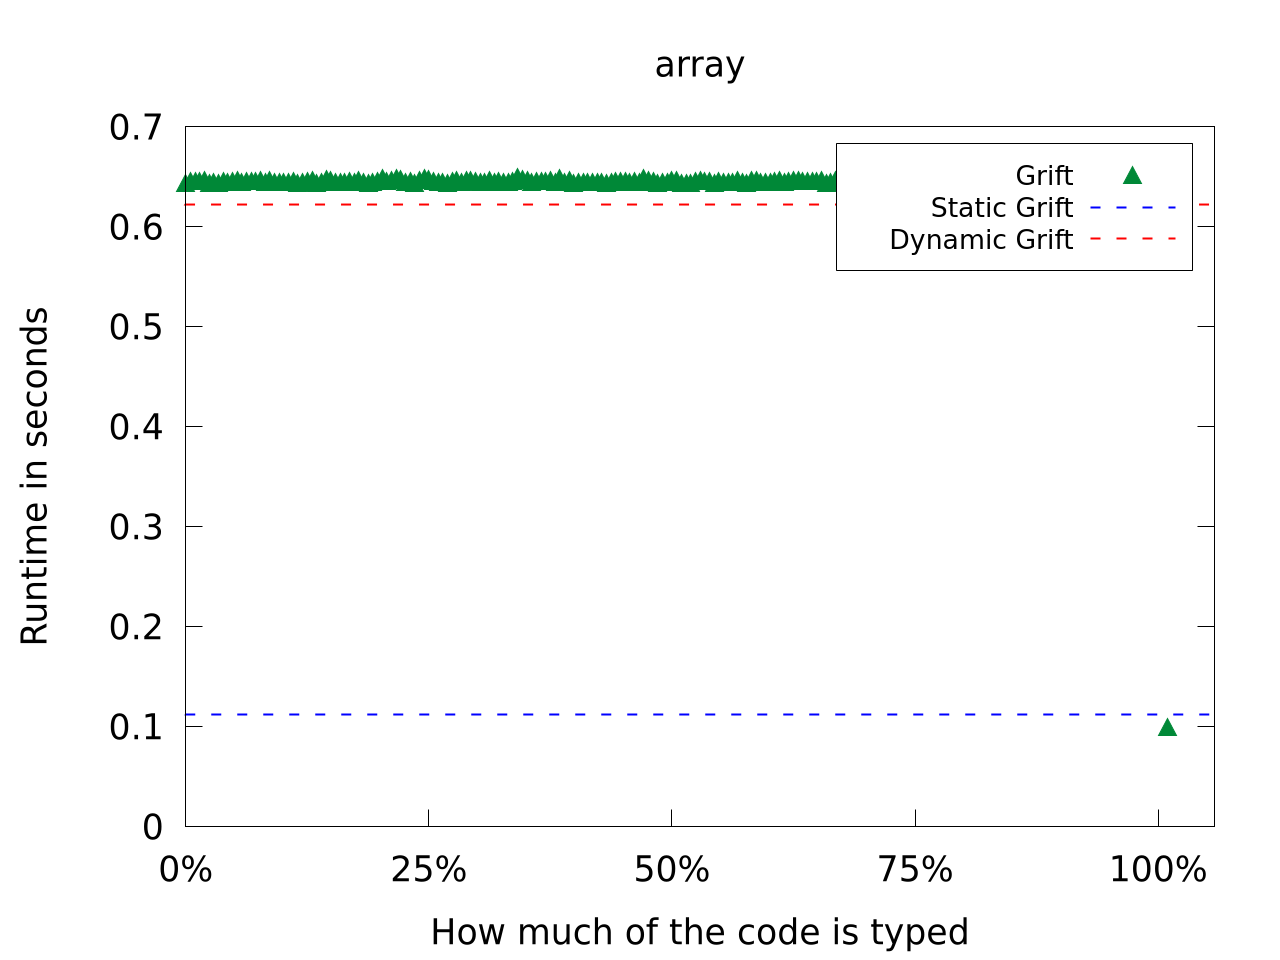 array
0.7
0.6
0.5
0.4
0.3
0.2
0.1
0
Runtime in seconds
Grift
Static Grift
Dynamic Grift
0% 25% 50% 75% 100%
How much of the code is typed